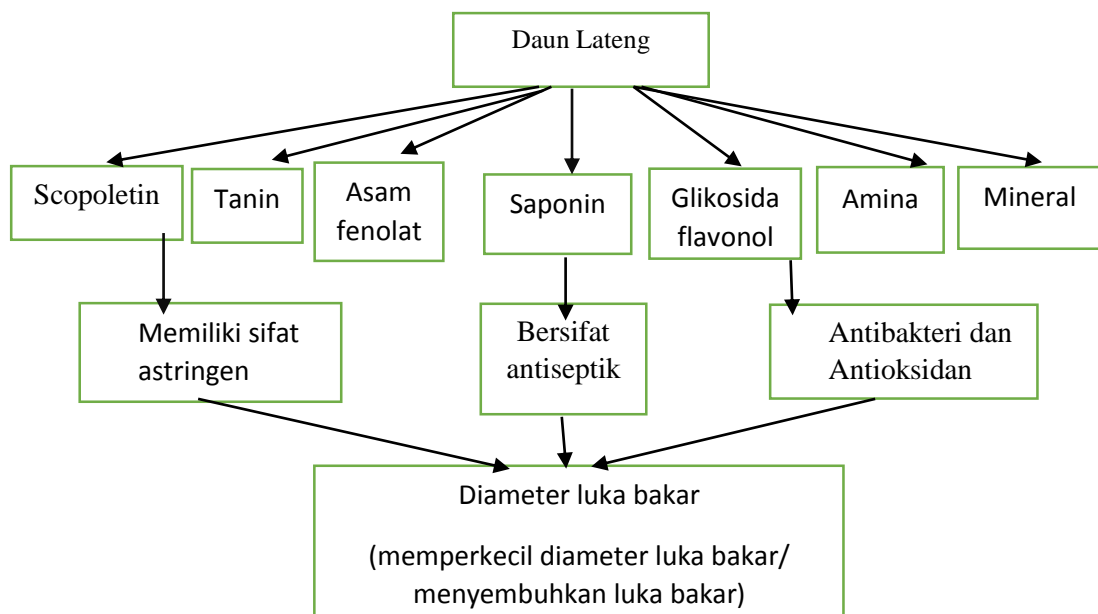 Daun Lateng
Scopoletin
Tanin
Asam
fenolat
Saponin
Glikosida
flavonol
Amina
Mineral
Memiliki sifat
astringen
Bersifat
antiseptik
Antibakteri dan
Antioksidan
Diameter luka bakar
(memperkecil diameter luka bakar/
menyembuhkan luka bakar)